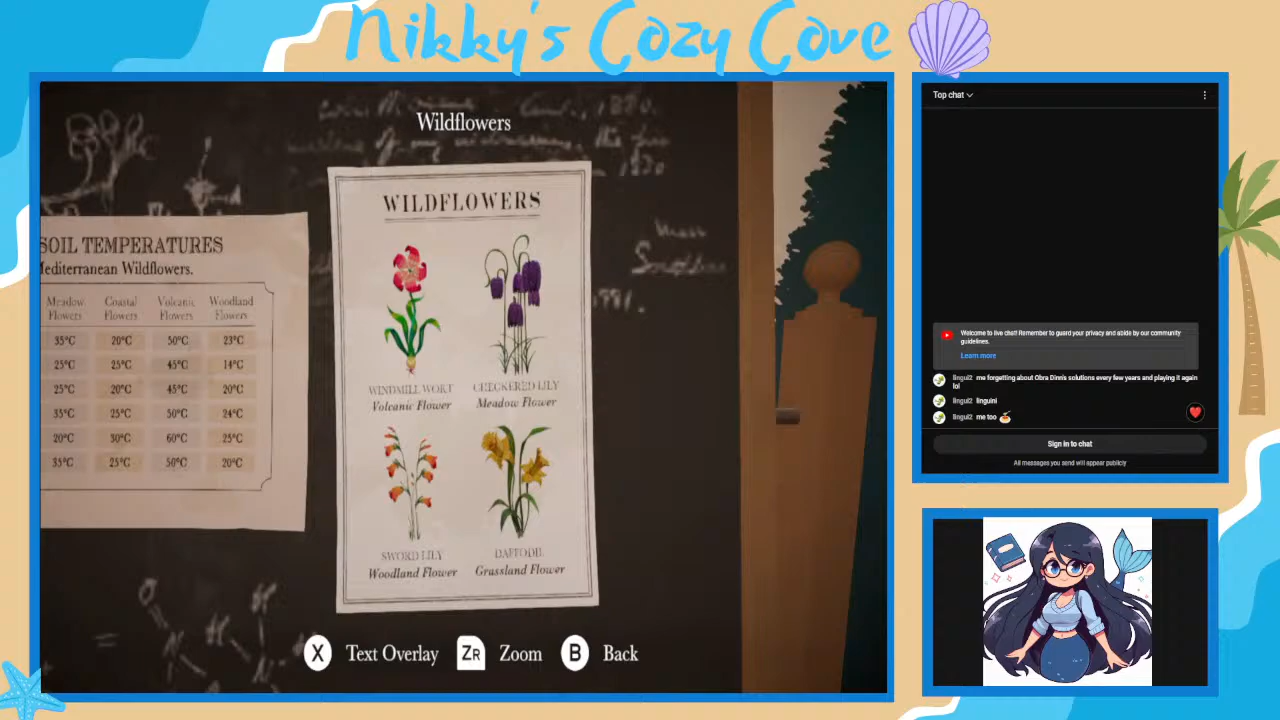 Nikky's Cozy Cove
Wildflowers
SOIL TEMPERATURES
Mediterranean Wildflowers.
Meadow Flowers
Coastal Flowers
Volcanic Flowers
Woodland Flowers
35°C 20°C 50°C 23°C
25°C 25°C 45°C 14°C
25°C 20°C 45°C 20°C
35°C 25°C 50°C 24°C
20°C 30°C 60°C 25°C
35°C 25°C 50°C 20°C
WILDFLOWERS
WINDMILL WORT
Volcanic Flower
CHECKERED LILY
Meadow Flower
SWORD LILY
Woodland Flower
DAFFODIL
Grassland Flower
X Text Overlay ZR Zoom B Back
Top chat
Welcome to live chat! Remember to guard your privacy and abide by our community
guidelines.
Learn more
lingui2 me forgetting about Obra Dinn's solutions every few years and playing it again
lol
lingui2 linguini
lingui2 me too
Sign in to chat
All messages you send will appear publicly